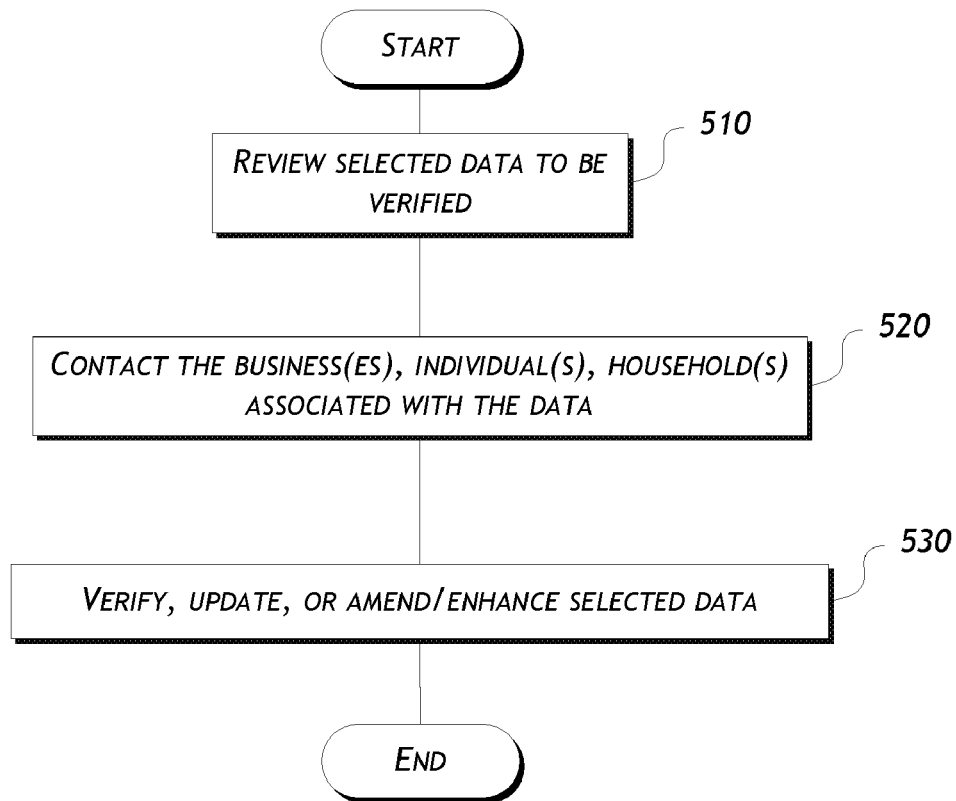 START
510
REVIEW SELECTED DATA TO BE
VERIFIED
520
CONTACT THE BUSINESS(ES), INDIVIDUAL(S), HOUSEHOLD(S)
ASSOCIATED WITH THE DATA
530
VERIFY, UPDATE, OR AMEND/ENHANCE SELECTED DATA
END